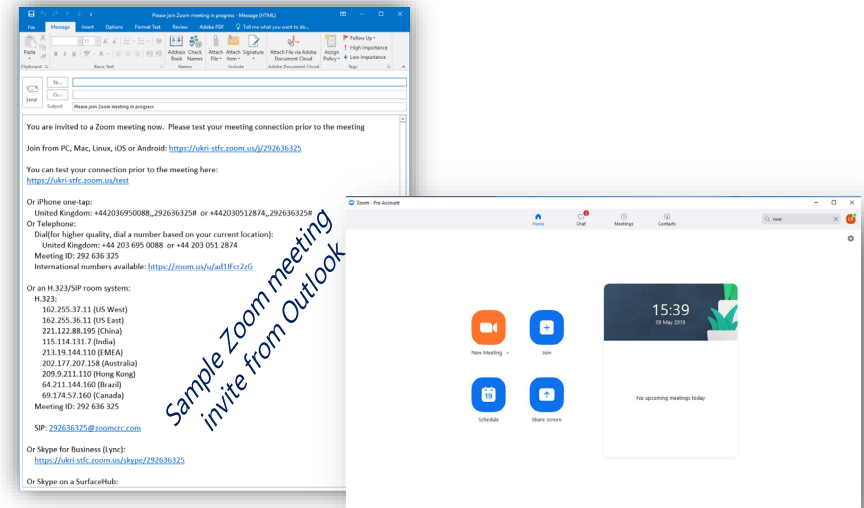 Please join Zoom meeting in progress - Message (HTML)
File Message Insert Options Format Text Review Adobe PDF Tell me what you want to do...
Paste
B I U
Address Book
Check Names
Attach File
Attach Item
Signature
Attach File via Adobe Document Cloud
Assign Policy
Follow Up
High Importance
Low Importance
Clipboard Basic Text Names Include Adobe Document Cloud Tags
Send
To...
Cc...
Subject Please join Zoom meeting in progress
You are invited to a Zoom meeting now. Please test your meeting connection prior to the meeting
Join from PC, Mac, Linux, iOS or Android: https://ukri-stfc.zoom.us/j/292636325
You can test your connection prior to the meeting here:
https://ukri-stfc.zoom.us/test
Or iPhone one-tap:
United Kingdom: +442036950088,,292636325# or +442030512874,,292636325#
Or Telephone:
Dial(for higher quality, dial a number based on your current location):
United Kingdom: +44 203 695 0088 or +44 203 051 2874
Meeting ID: 292 636 325
International numbers available: https://zoom.us/u/ad1IFcr2zG
Or an H.323/SIP room system:
H.323:
162.255.37.11 (US West)
162.255.36.11 (US East)
221.122.88.195 (China)
115.114.131.7 (India)
213.19.144.110 (EMEA)
202.177.207.158 (Australia)
209.9.211.110 (Hong Kong)
64.211.144.160 (Brazil)
69.174.57.160 (Canada)
Meeting ID: 292 636 325
SIP: 292636325@zoomcrc.com
Or Skype for Business (Lync):
https://ukri-stfc.zoom.us/skype/292636325
Or Skype on a SurfaceHub:
Sample Zoom meeting
invite from Outlook
Zoom - Pro Account
Home Chat Meetings Contacts
15:39
09 May 2019
New Meeting
Join
19
Schedule
Share Screen
No upcoming meetings today